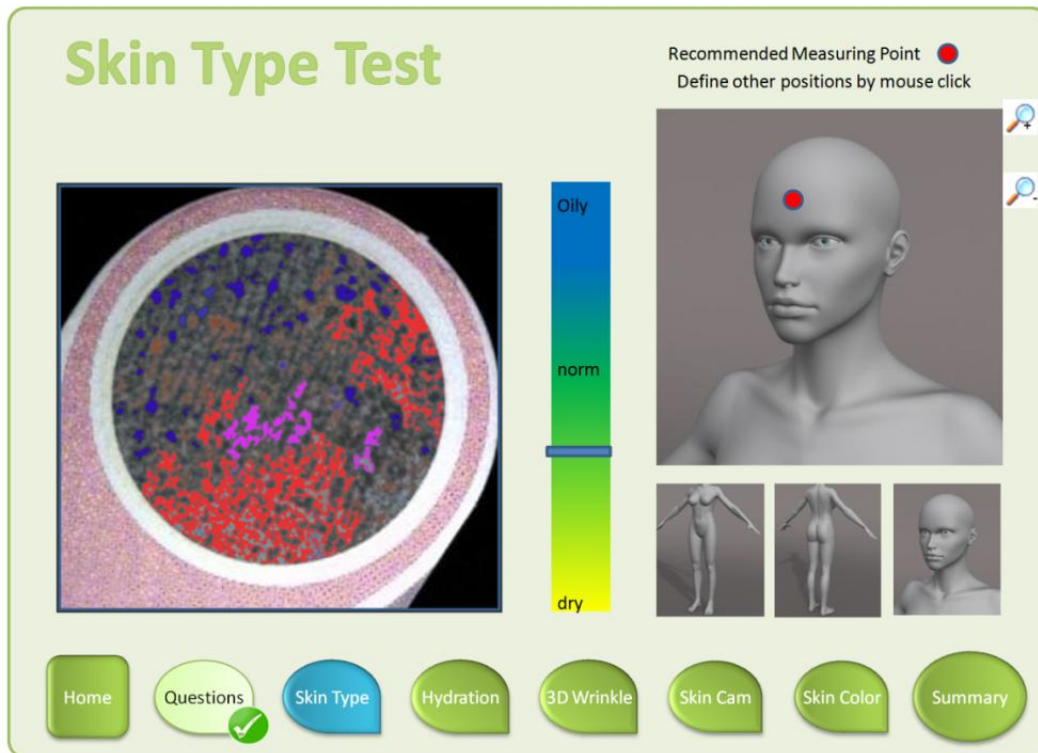 Skin Type Test
Recommended Measuring Point
Define other positions by mouse click
Oily
norm
dry
Home
Questions
Skin Type
Hydration
3D Wrinkle
Skin Cam
Skin Color
Summary